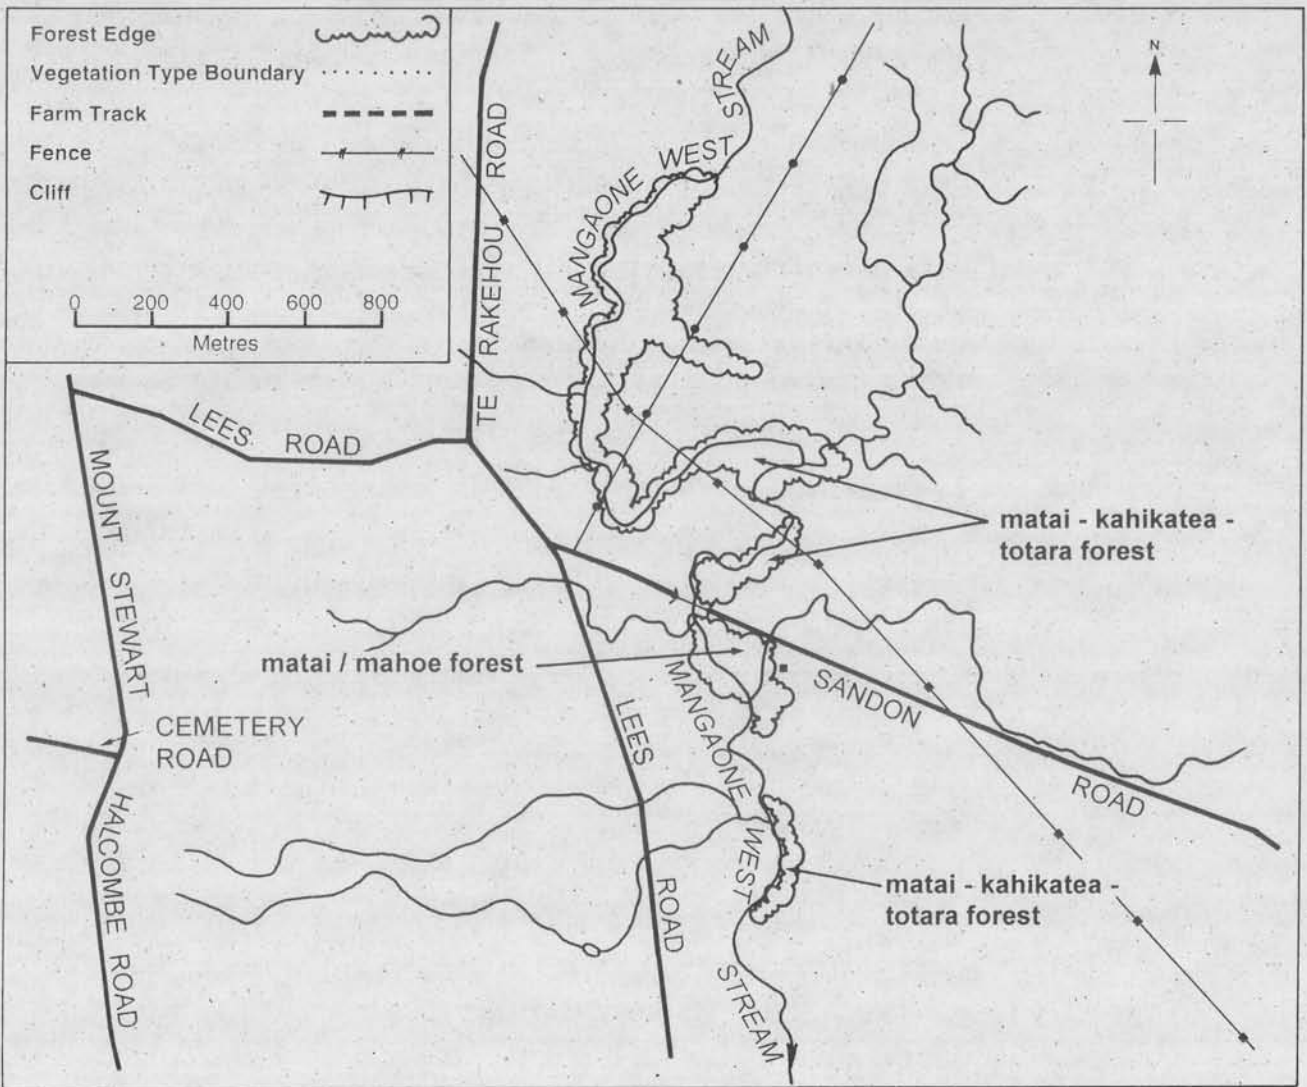 Forest Edge
Vegetation Type Boundary
Farm Track
Fence
Cliff
0 200 400 600 800
Metres
N
STREAM
WEST
MANGAONE
TE RAKEHOU ROAD
LEES ROAD
MOUNT STEWART
matai - kahikatea -
totara forest
matai / mahoe forest
CEMETERY
ROAD
HALCOMBE ROAD
LEES
ROAD
MANGAONE
WEST
STREAM
SANDON
ROAD
matai - kahikatea -
totara forest